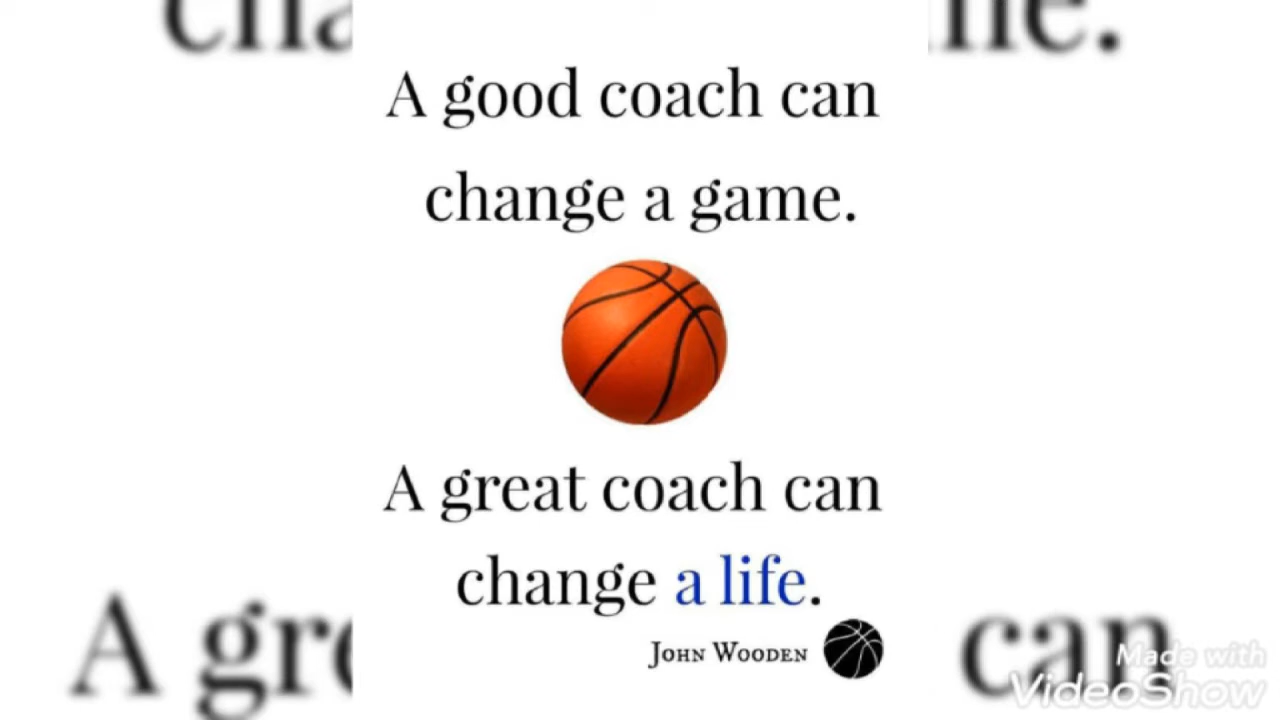 A good coach can
change a game.
A great coach can
change a life.
John Wooden
Made with
VideoShow